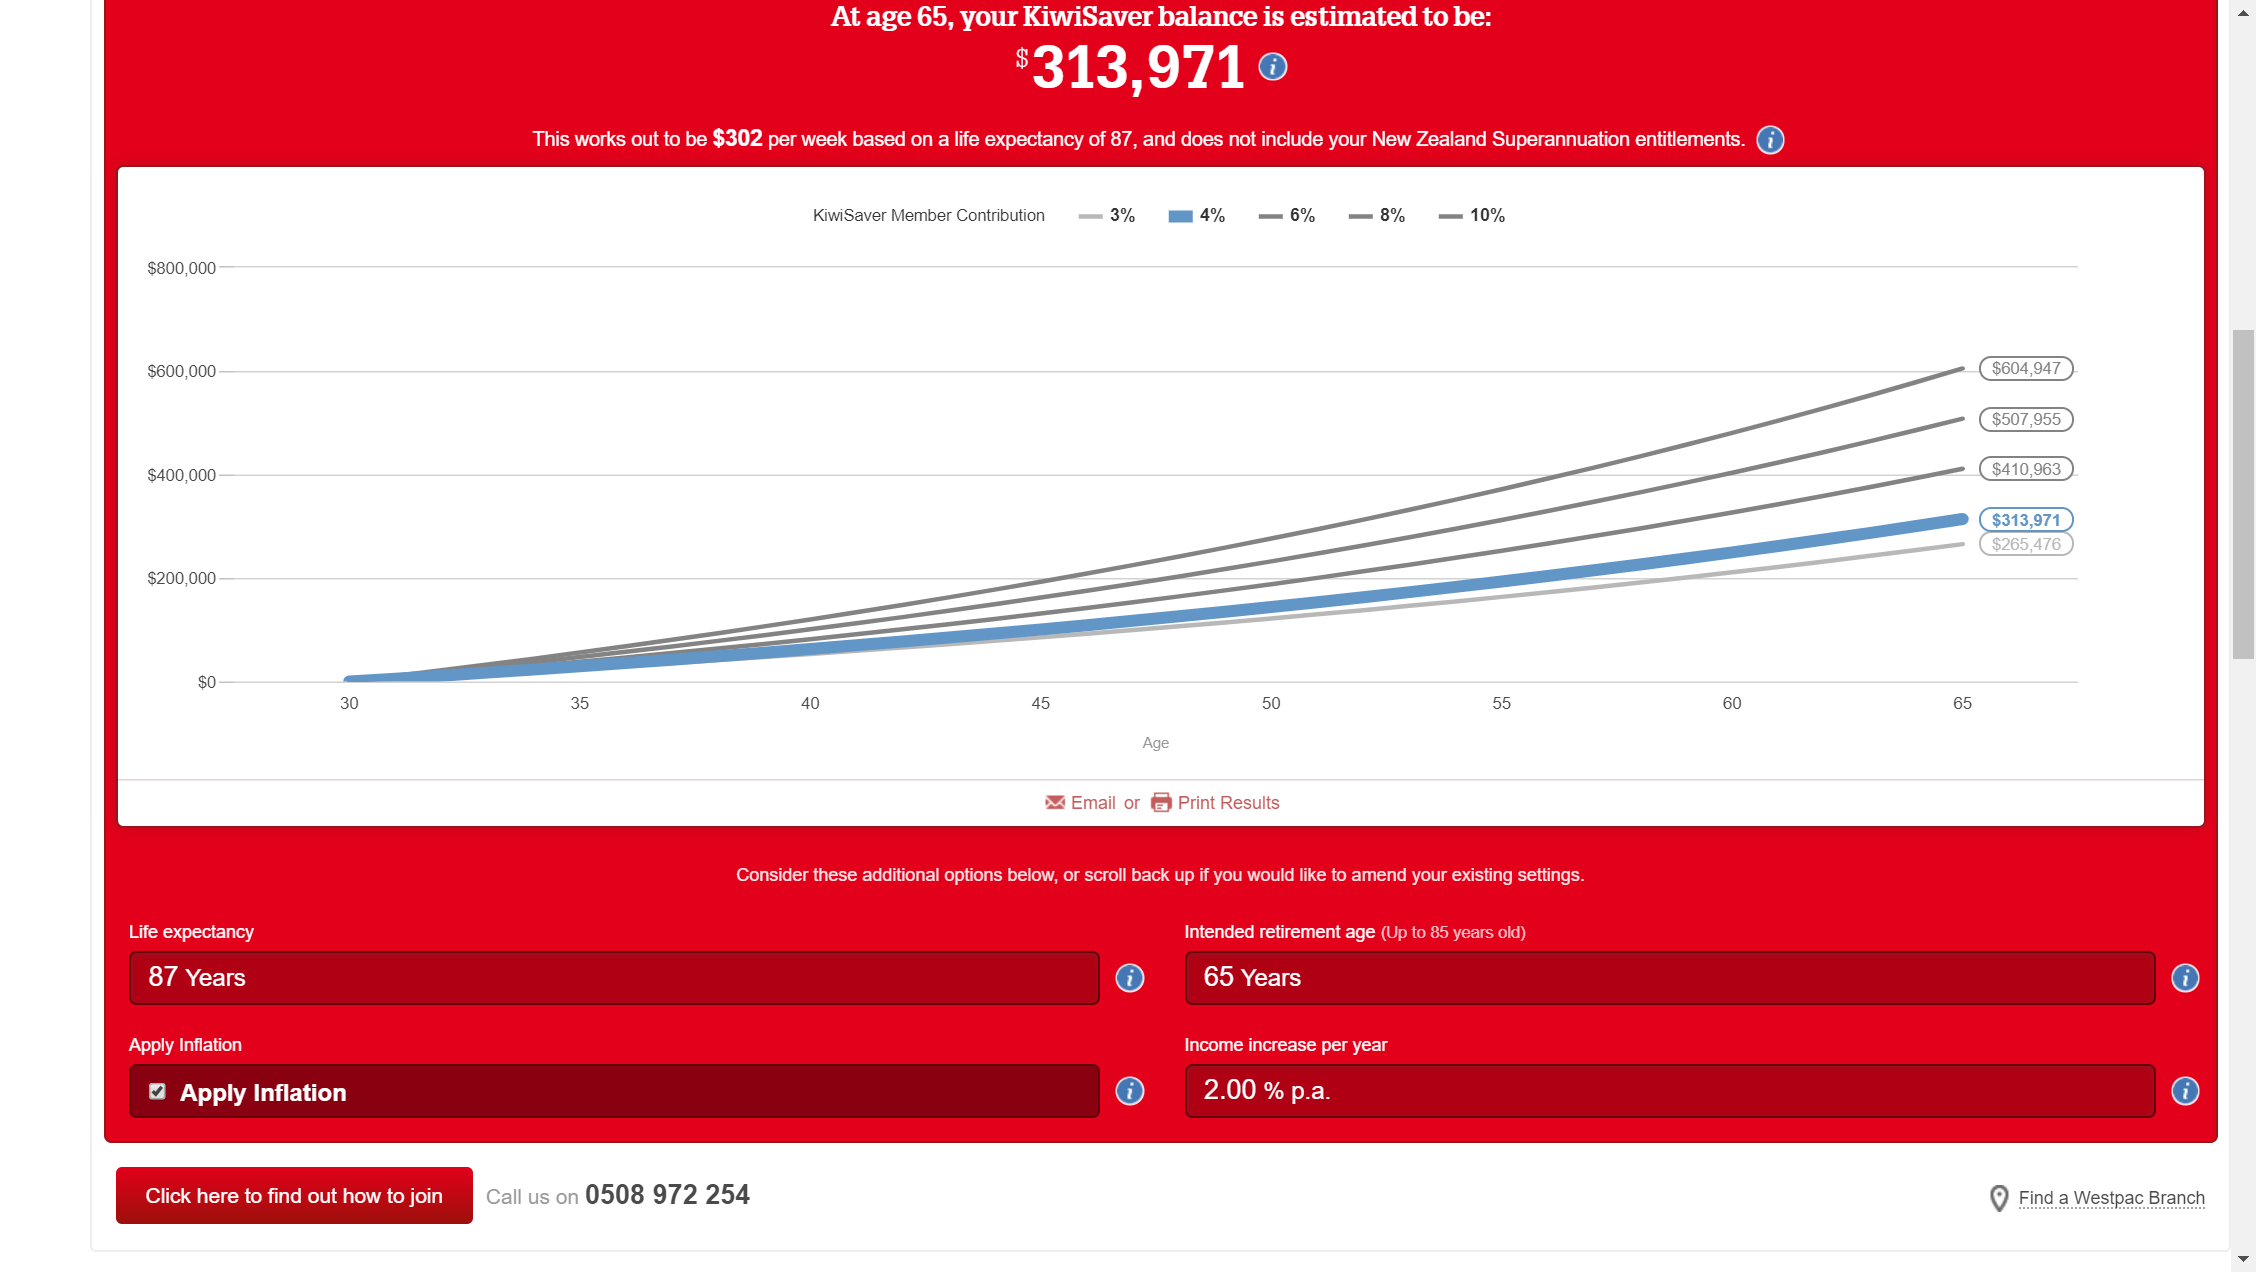 At age 65, your KiwiSaver balance is estimated to be:
$313,971
This works out to be $302 per week based on a life expectancy of 87, and does not include your New Zealand Superannuation entitlements.
KiwiSaver Member Contribution 3% 4% 6% 8% 10%
$800,000
$600,000
$400,000
$200,000
$0
$604,947
$507,955
$410,963
$313,971
$265,476
30 35 40 45 50 55 60 65
Age
Email or Print Results
Consider these additional options below, or scroll back up if you would like to amend your existing settings.
Life expectancy
87 Years
Intended retirement age (Up to 85 years old)
65 Years
Apply Inflation
Apply Inflation
Income increase per year
2.00 % p.a.
Click here to find out how to join
Call us on 0508 972 254
Find a Westpac Branch